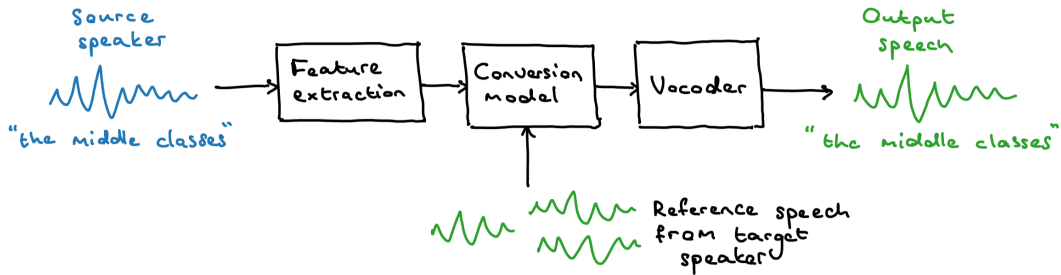 Source
speaker
"the middle classes"
Feature
extraction
Conversion
model
Vocoder
Output
speech
"the middle classes"
Reference speech
from target
speaker